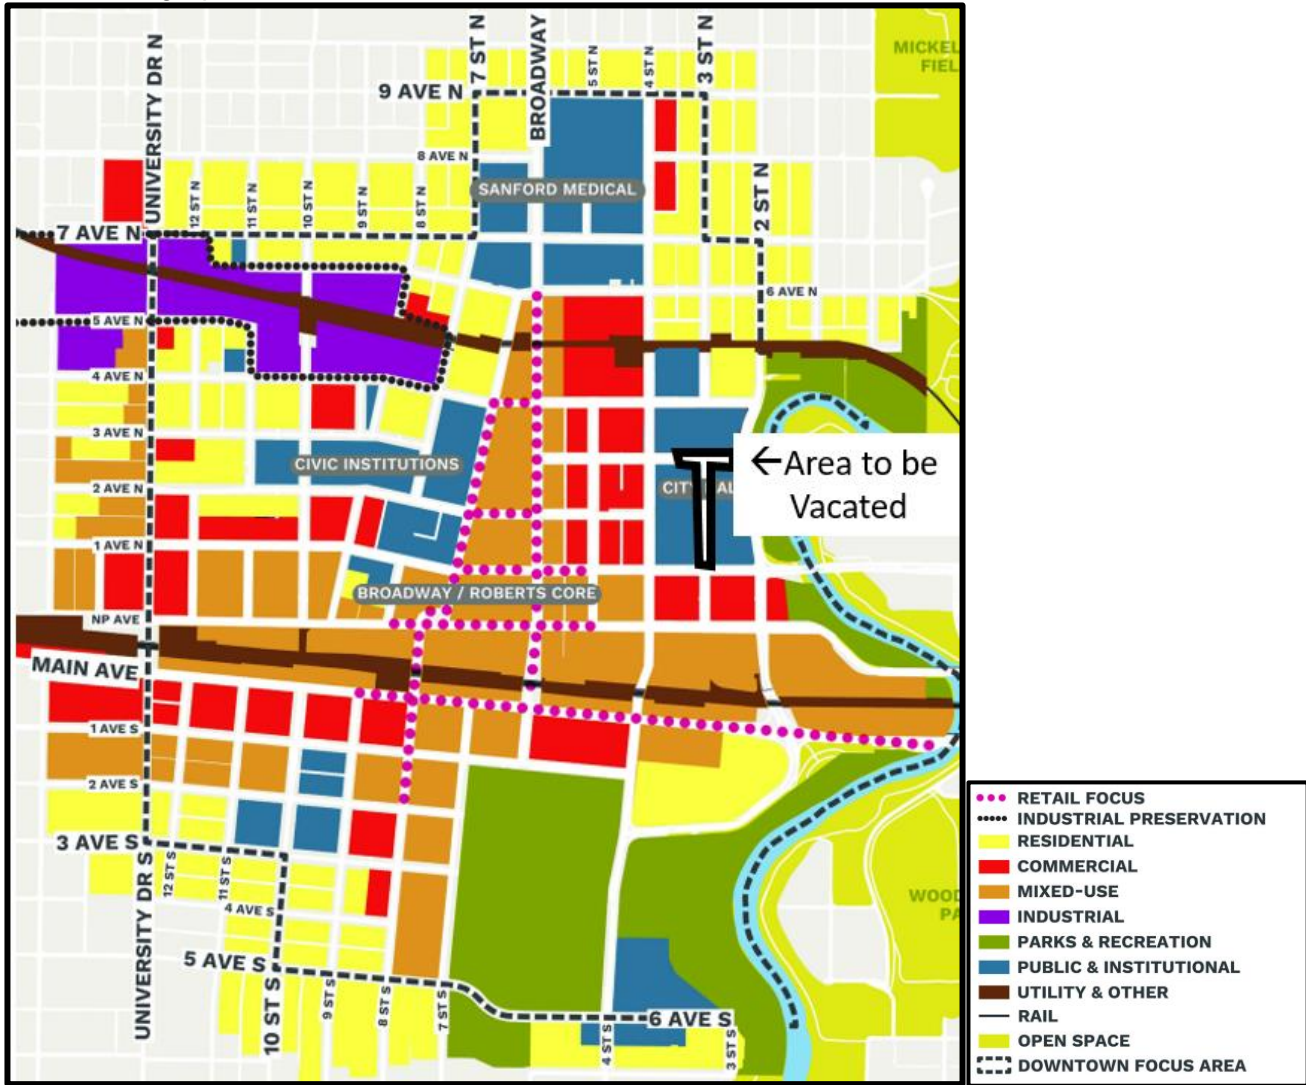 MICKEL
FIEL
UNIVERSITY DR N
7 ST N
BROADWAY
5 ST N
4 ST N
3 ST N
9 AVE N
8 AVE N
SANFORD MEDICAL
12 ST N
11 ST N
10 ST N
9 ST N
8 ST N
2 ST N
7 AVE N
6 AVE N
5 AVE N
4 AVE N
3 AVE N
CIVIC INSTITUTIONS
←Area to be
Vacated
2 AVE N
1 AVE N
BROADWAY / ROBERTS CORE
NP AVE
MAIN AVE
1 AVE S
2 AVE S
3 AVE S
UNIVERSITY DR S
12 ST S
11 ST S
4 AVE S
WOOD
PA
5 AVE S
10 ST S
9 ST S
8 ST S
7 ST S
6 AVE S
4 ST S
3 ST S
RETAIL FOCUS
INDUSTRIAL PRESERVATION
RESIDENTIAL
COMMERCIAL
MIXED-USE
INDUSTRIAL
PARKS & RECREATION
PUBLIC & INSTITUTIONAL
UTILITY & OTHER
RAIL
OPEN SPACE
DOWNTOWN FOCUS AREA